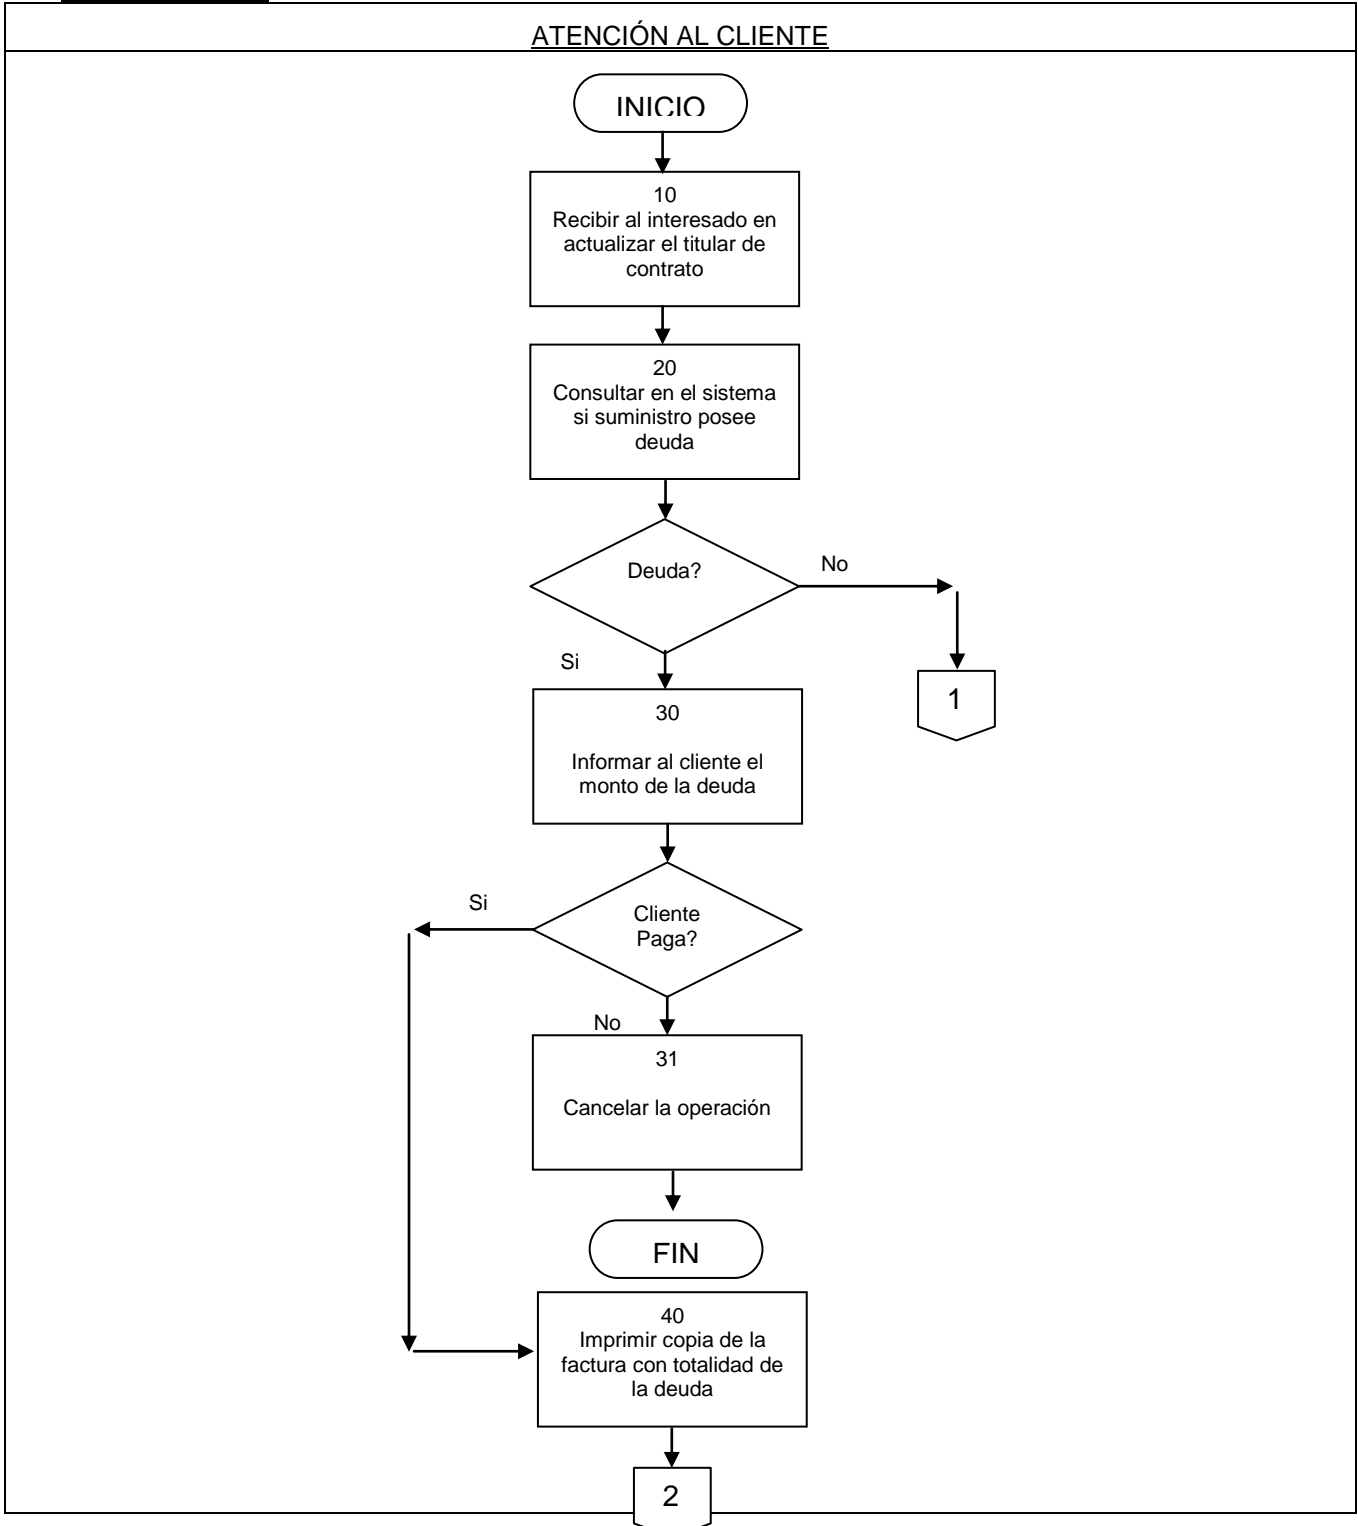 ATENCIÓN AL CLIENTE
INICIO
10
Recibir al interesado en
actualizar el titular de
contrato
20
Consultar en el sistema
si suministro posee
deuda
Deuda?
No
Si
1
30
Informar al cliente el
monto de la deuda
Si
Cliente
Paga?
No
31
Cancelar la operación
FIN
40
Imprimir copia de la
factura con totalidad de
la deuda
2